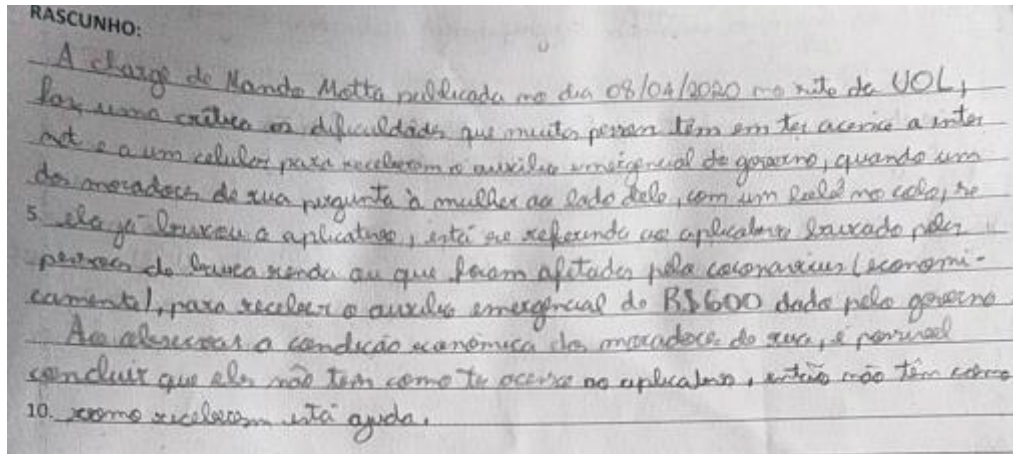 RASCUNHO:
A charge de Nando Motta publicada no dia 08/04/2020 no site da UOL,
faz uma crítica as dificuldades que muitas pessoas têm em ter acesso a inter
net e a um celular para receberem o auxílio emergencial do governo, quando um
dos moradores de rua pergunta à mulher ao lado dele, com um bebê no colo, se
5. ela já baixou o aplicativo, está se referindo ao aplicativo baixado pelas
pessoas de baixa renda ou que foram afetadas pelo coronavírus (economi-
camente), para receber o auxílio emergencial de R$600 dado pelo governo.
Ao observar a condição econômica dos moradores de rua, é possível
concluir que eles não tem como ter acesso ao aplicativo, então não têm como
10. como receberem está ajuda.